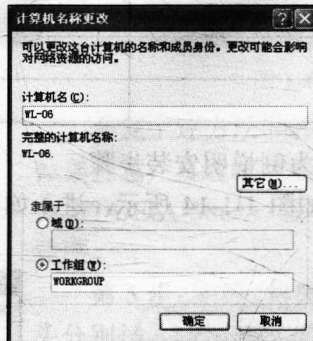 计算机名称更改
可以更改这台计算机的名称和成员身份。更改可能会影响
对网络资源的访问。
计算机名(C):
WL-06
完整的计算机名称:
WL-06.
其它(M)...
隶属于
域(D):
工作组(W):
WORKGROUP
确定
取消